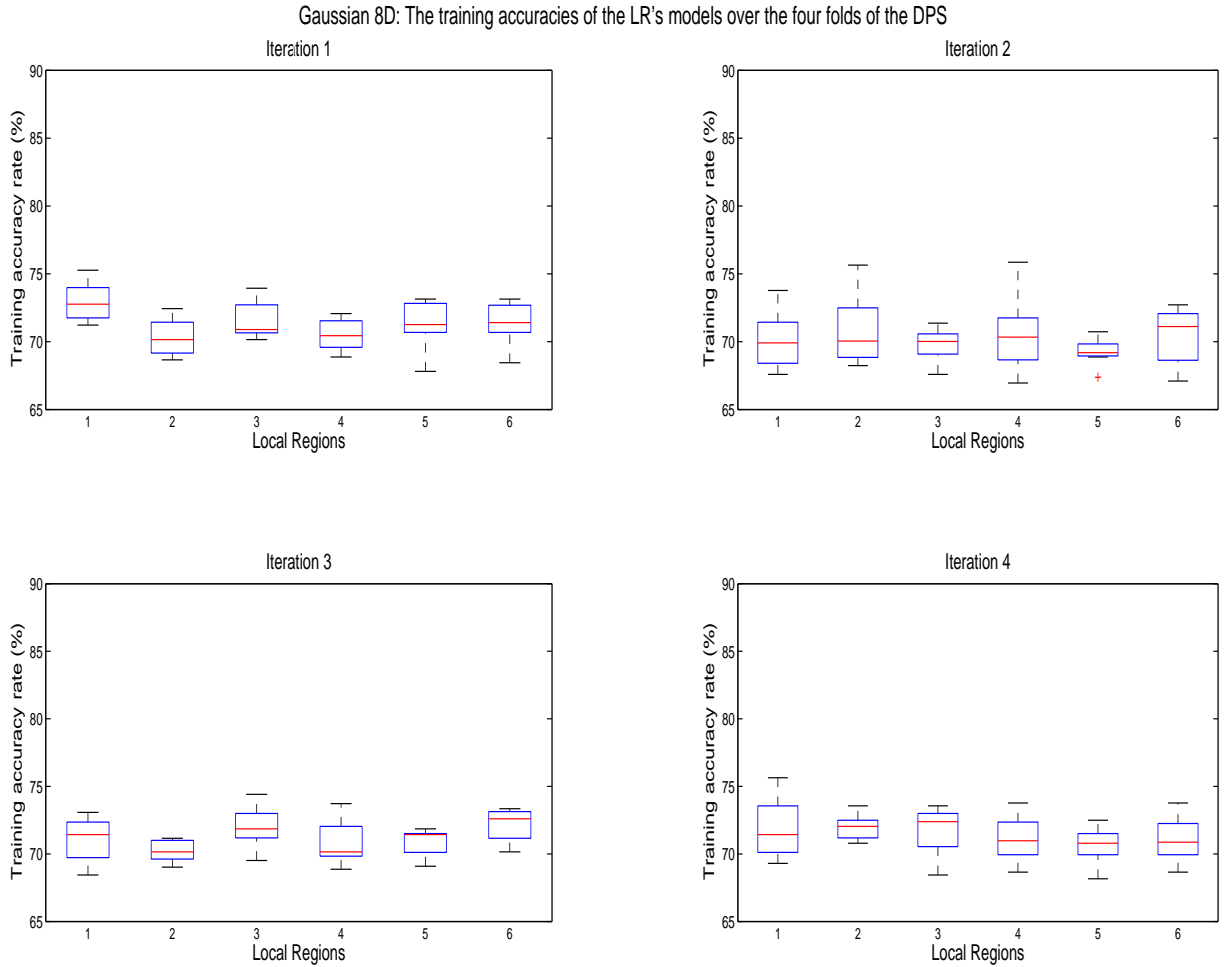 Gaussian 8D: The training accuracies of the LR's models over the four folds of the DPS
Iteration 1
90
85
80
75
70
65
Training accuracy rate (%)
1 2 3 4 5 6
Local Regions
Iteration 2
90
85
80
75
70
65
Training accuracy rate (%)
1 2 3 4 5 6
Local Regions
Iteration 3
90
85
80
75
70
65
Training accuracy rate (%)
1 2 3 4 5 6
Local Regions
Iteration 4
90
85
80
75
70
65
Training accuracy rate (%)
1 2 3 4 5 6
Local Regions